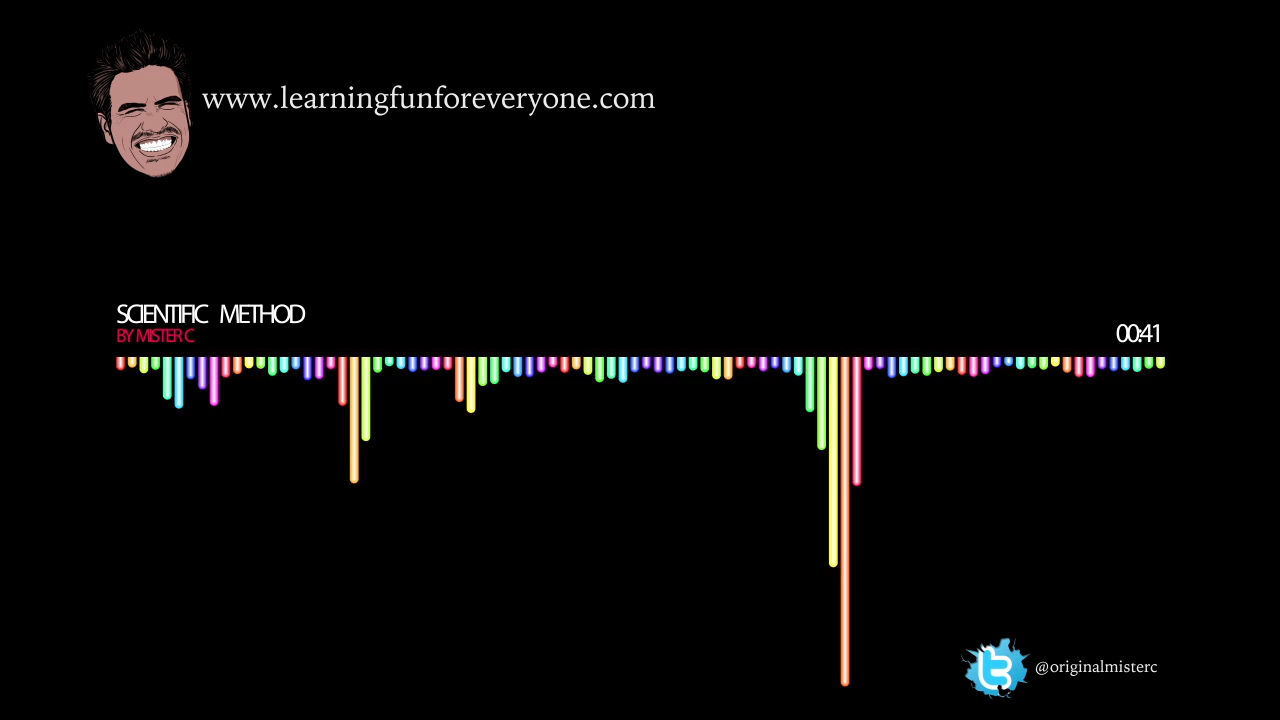 www.learningfunforeveryone.com
SCIENTIFIC METHOD
BY MISTER C
00:41
@originalmisterc